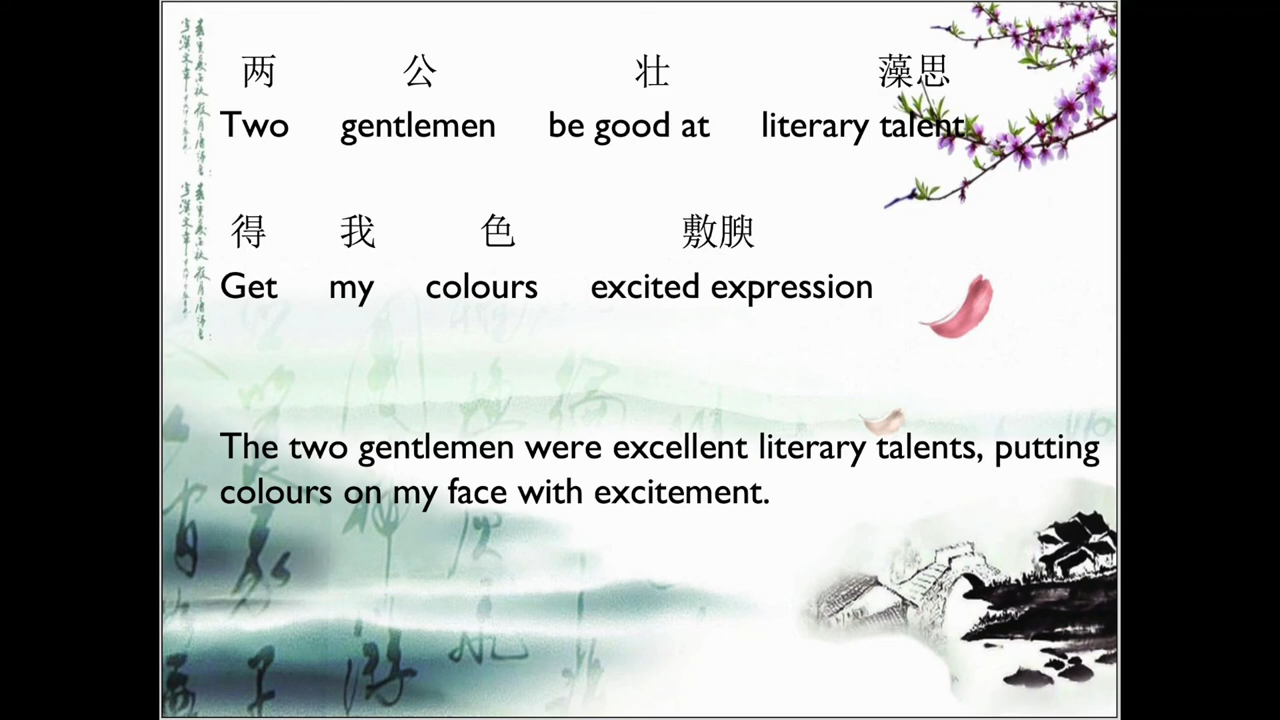 两 公 壮 藻思
Two gentlemen be good at literary talent
得 我 色 敷腴
Get my colours excited expression
The two gentlemen were excellent literary talents, putting
colours on my face with excitement.